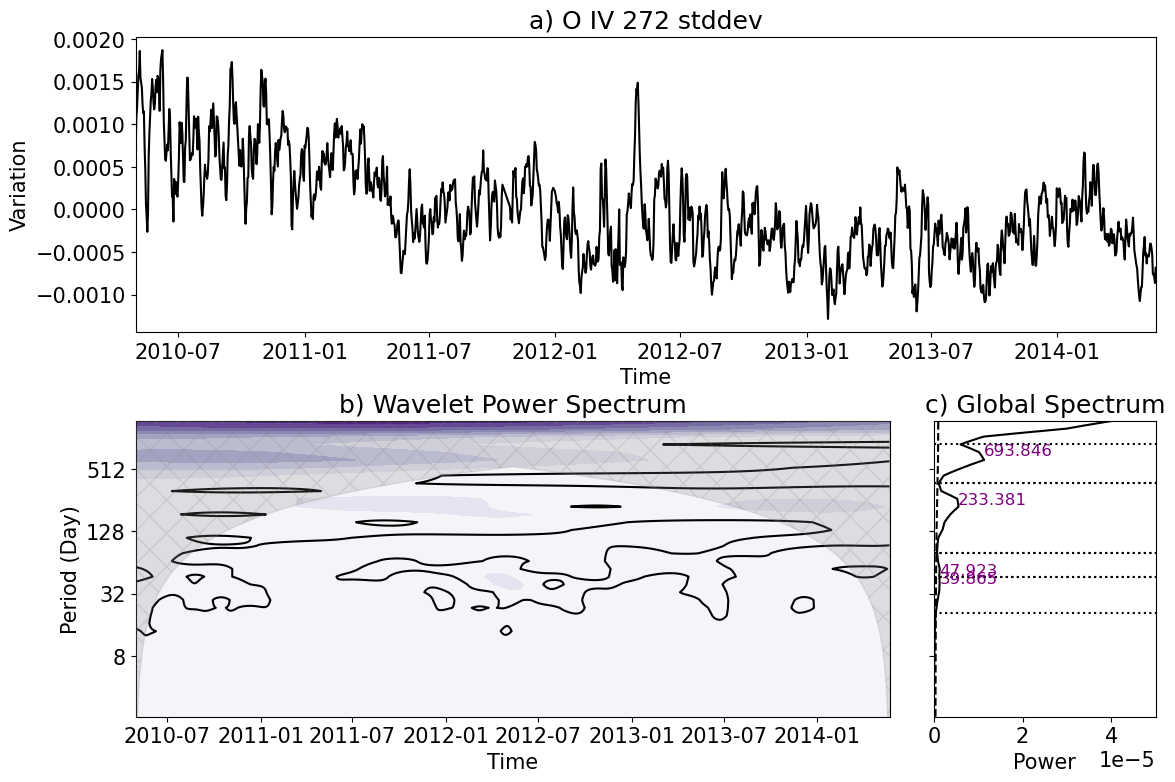 a) O IV 272 stddev
Variation
0.0020
0.0015
0.0010
0.0005
0.0000
−0.0005
−0.0010
2010-07 2011-01 2011-07 2012-01 2012-07 2013-01 2013-07 2014-01
Time
b) Wavelet Power Spectrum
Period (Day)
512
128
32
8
2010-07 2011-01 2011-07 2012-01 2012-07 2013-01 2013-07 2014-01
Time
c) Global Spectrum
693.846
233.381
47.923
39.865
0 2 4
Power 1e−5